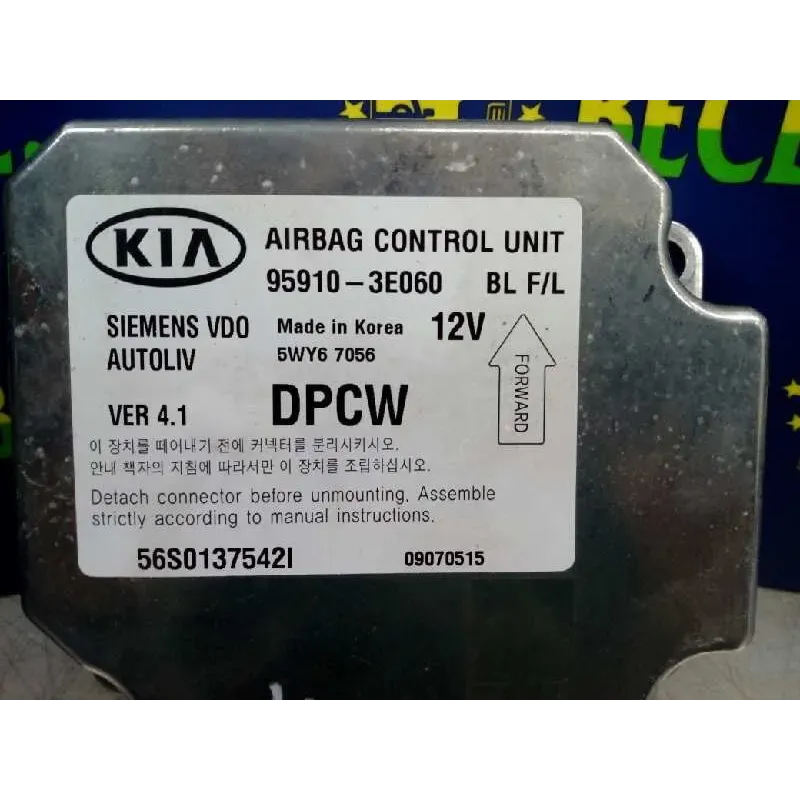 BECE
KIA
AIRBAG CONTROL UNIT
95910-3E060 BL F/L
SIEMENS VDO Made in Korea 12V
AUTOLIV 5WY6 7056
FORWARD
VER 4.1 DPCW
이 장치를 떼어내기 전에 커넥터를 분리시키시오.
안내 책자의 지침에 따라서만 이 장치를 조립하십시오.
Detach connector before unmounting. Assemble
strictly according to manual instructions.
56S0137542I 09070515